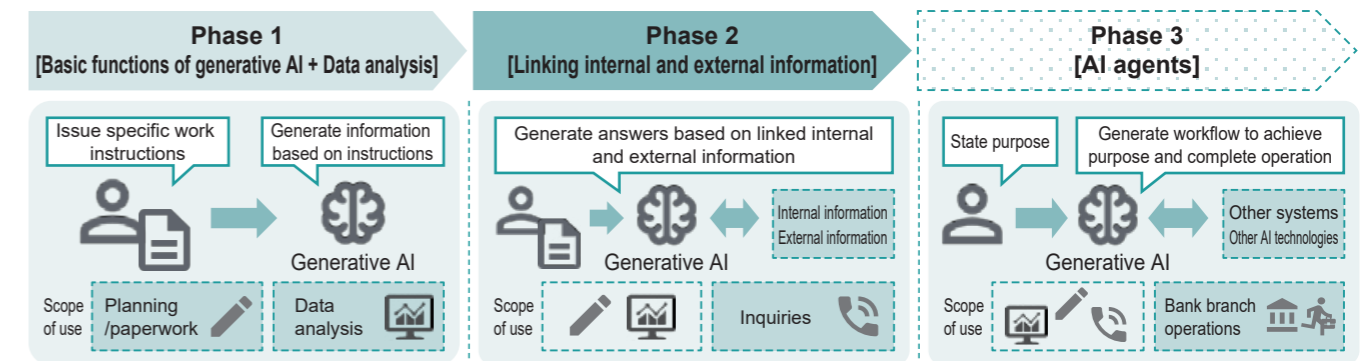 Phase 1
[Basic functions of generative AI + Data analysis]
Phase 2
[Linking internal and external information]
Phase 3
[AI agents]
Issue specific work
instructions
Generate information
based on instructions
Generative AI
Scope
of use
Planning
/paperwork
Data
analysis
Generate answers based on linked internal
and external information
Internal information
External information
Generative AI
Scope
of use
Inquiries
State purpose
Generate workflow to achieve
purpose and complete operation
Other systems
Other AI technologies
Generative AI
Scope
of use
Bank branch
operations